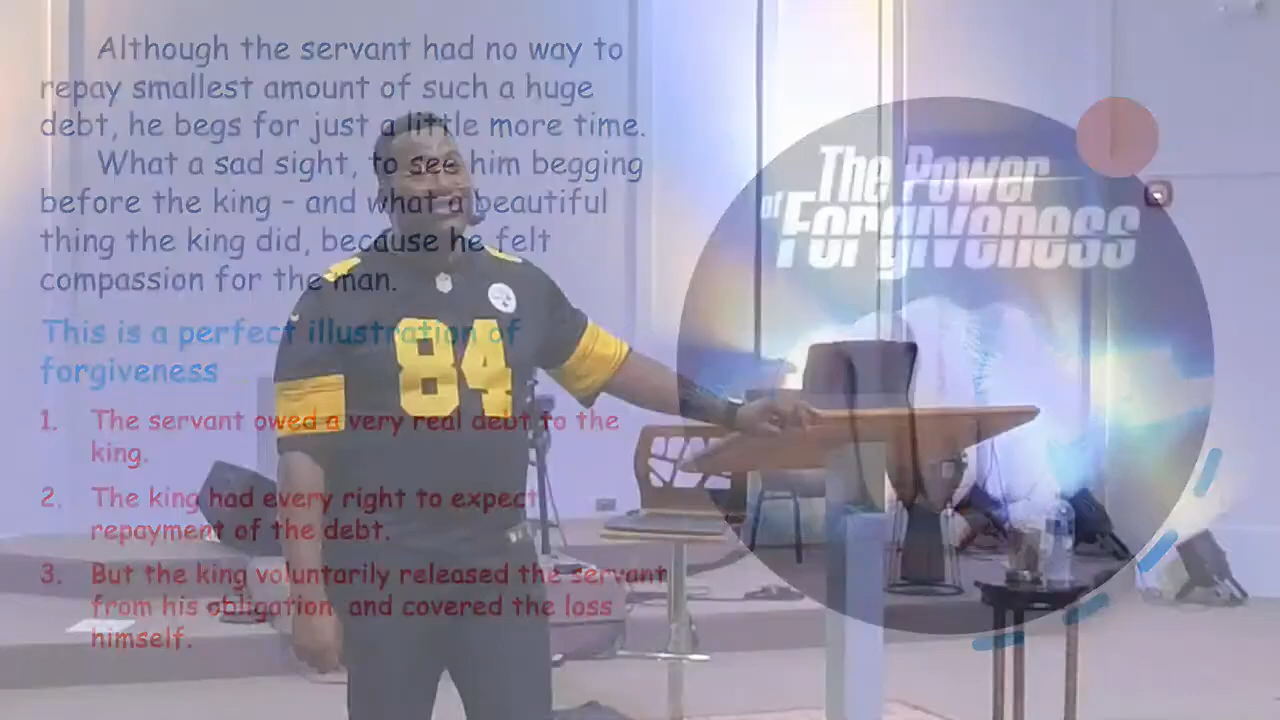 Although the servant had no way to
repay smallest amount of such a huge
debt, he begs for just a little more time.
What a sad sight, to see him begging
before the king – and what a beautiful
thing the king did, because he felt
compassion for the man.
This is a perfect illustration of
forgiveness
1. The servant owed a very real debt to the
king.
2. The king had every right to expect
repayment of the debt.
3. But the king voluntarily released the servant
from his obligation and covered the loss
himself.
84
The Power
of Forgiveness